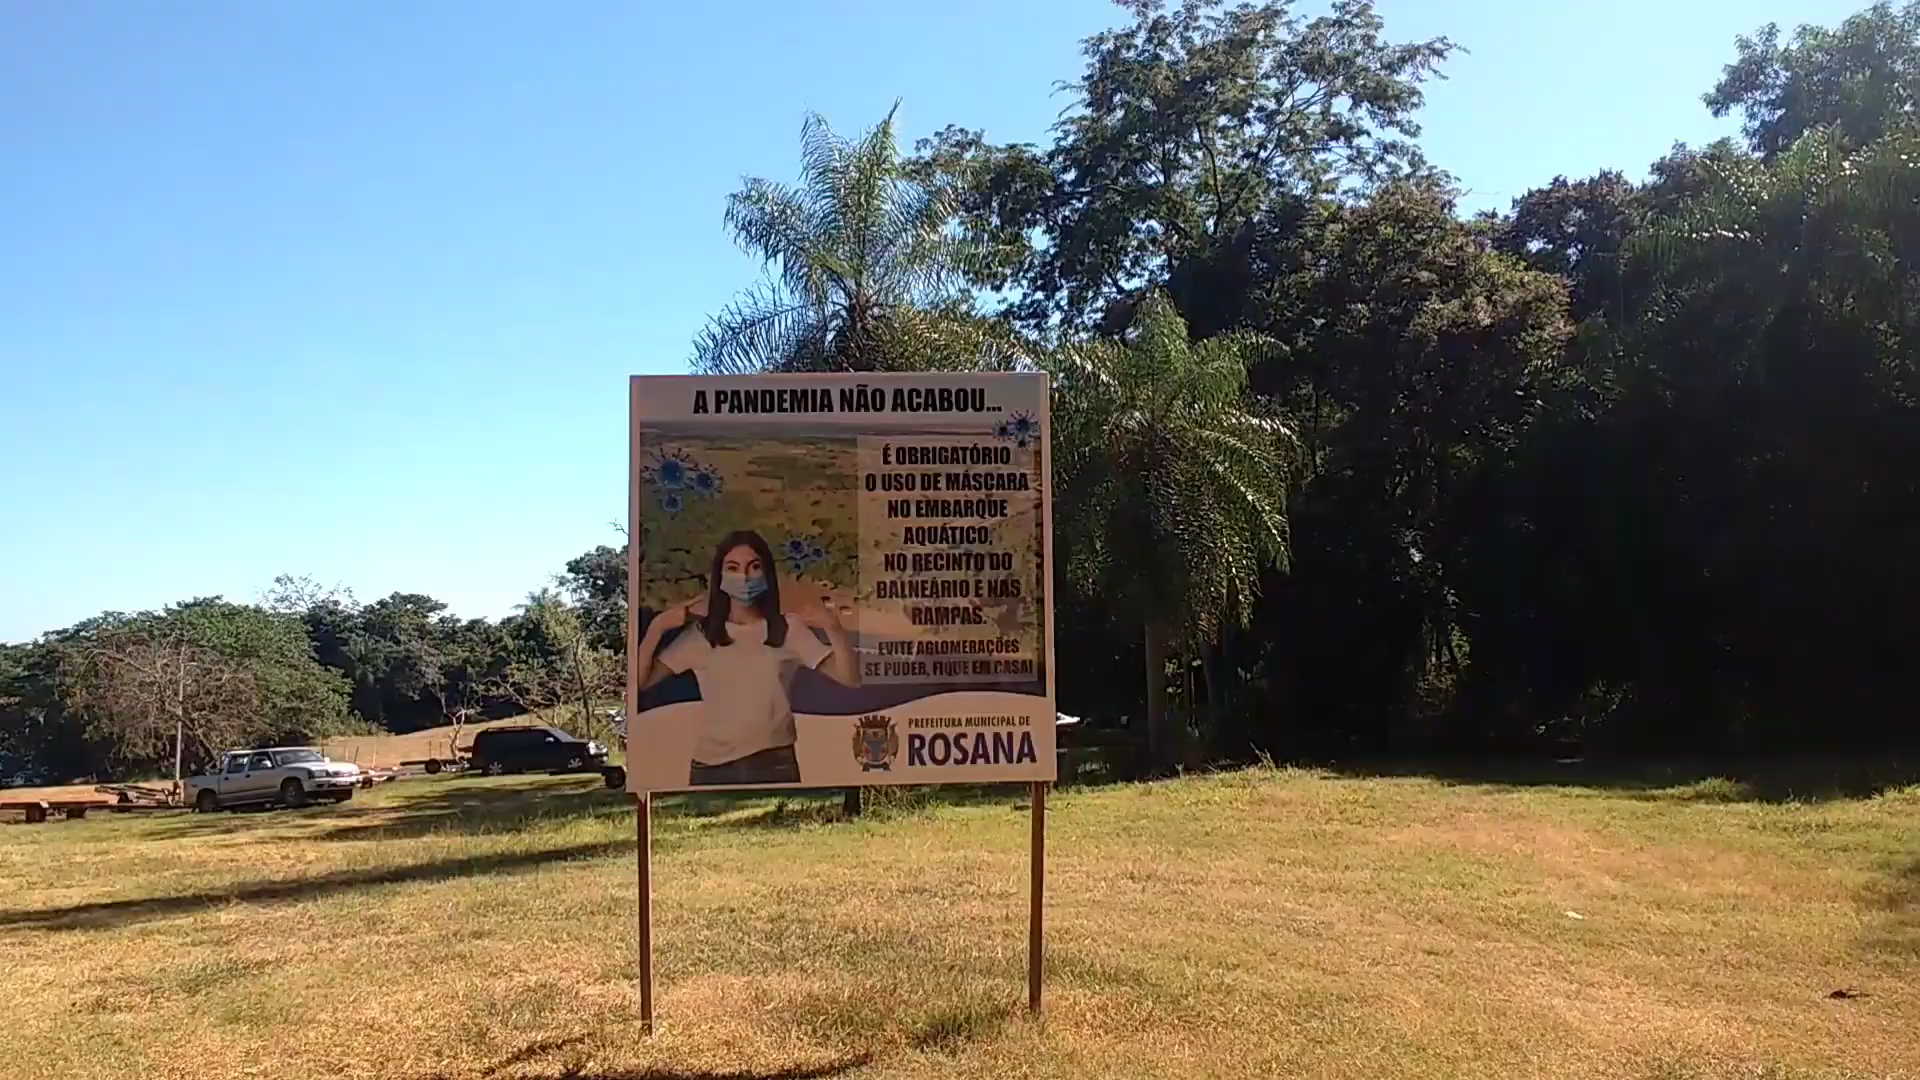 A PANDEMIA NÃO ACABOU...
É OBRIGATÓRIO
O USO DE MÁSCARA
NO EMBARQUE
AQUÁTICO,
NO RECINTO DO
BALNEÁRIO E NAS
RAMPAS.
EVITE AGLOMERAÇÕES
SE PUDER, FIQUE EM CASA!
PREFEITURA MUNICIPAL DE
ROSANA